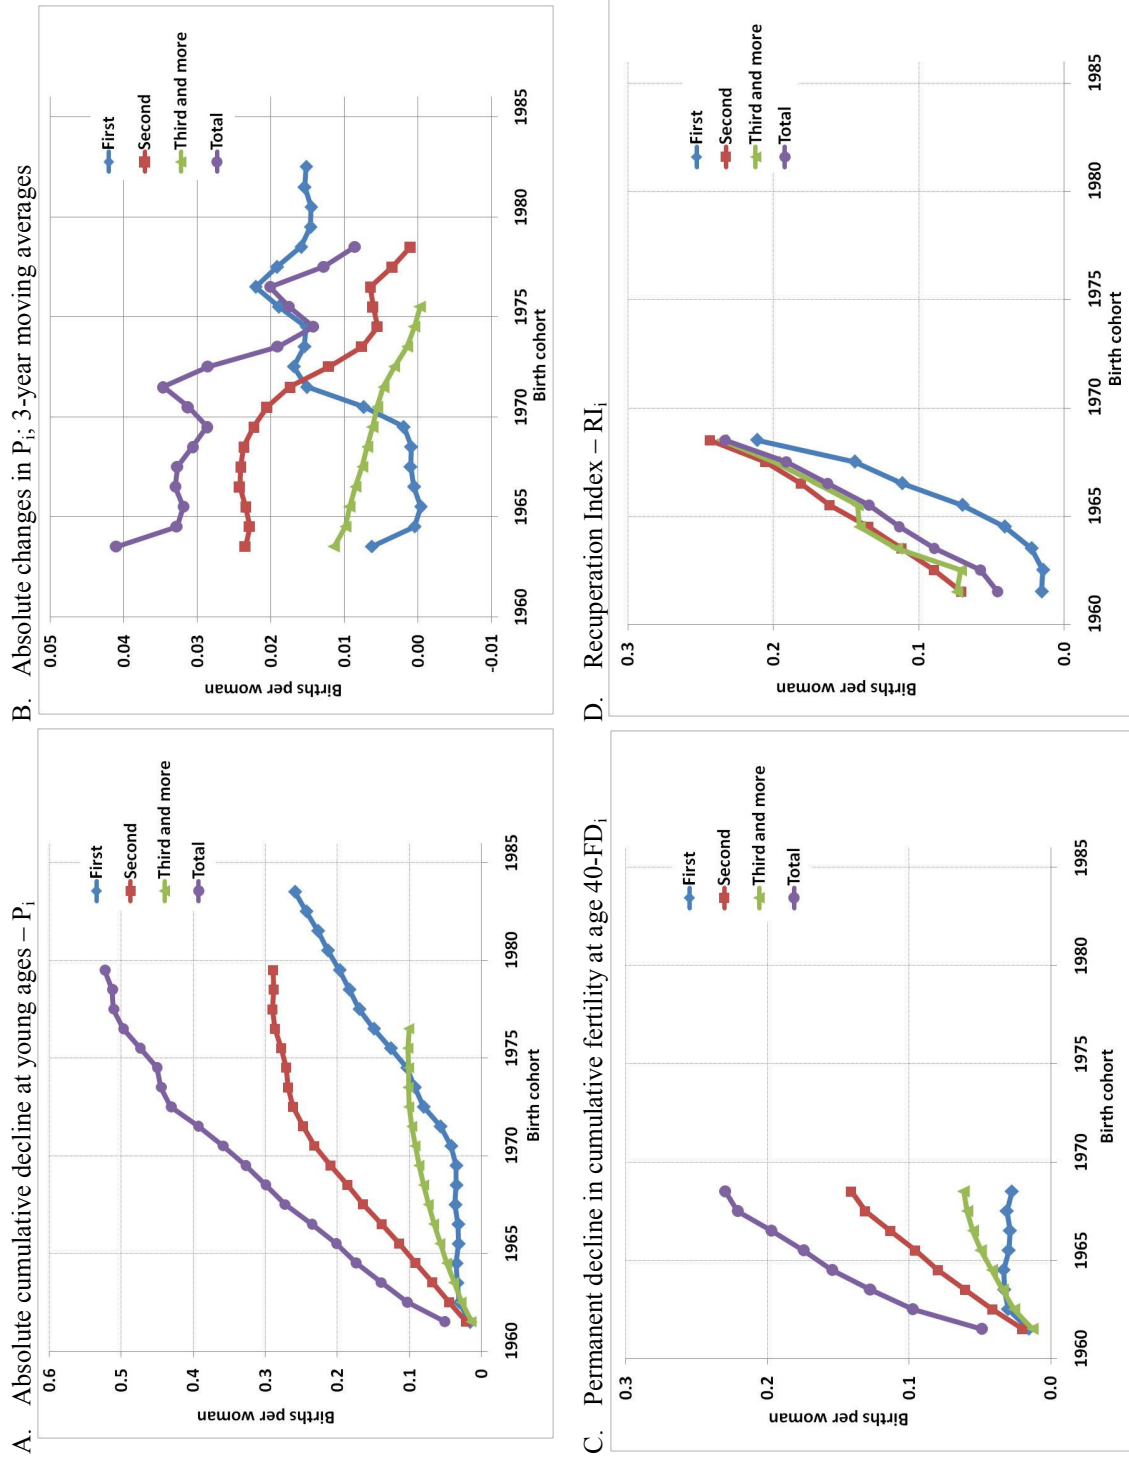 A. Absolute cumulative decline at young ages – Pi
0.6
0.5
0.4
0.3
0.2
0.1
0
Births per woman
1960
1965
1970
1975
1980
1985
Birth cohort
First
Second
Third and more
Total
B. Absolute changes in Pi; 3-year moving averages
0.05
0.04
0.03
0.02
0.01
0.00
-0.01
Births per woman
1960
1965
1970
1975
1980
1985
Birth cohort
First
Second
Third and more
Total
C. Permanent decline in cumulative fertility at age 40-FDi
0.3
0.2
0.1
0.0
Births per woman
1960
1965
1970
1975
1980
1985
Birth cohort
First
Second
Third and more
Total
D. Recuperation Index – RIi
0.3
0.2
0.1
0.0
Births per woman
1960
1965
1970
1975
1980
1985
Birth cohort
First
Second
Third and more
Total